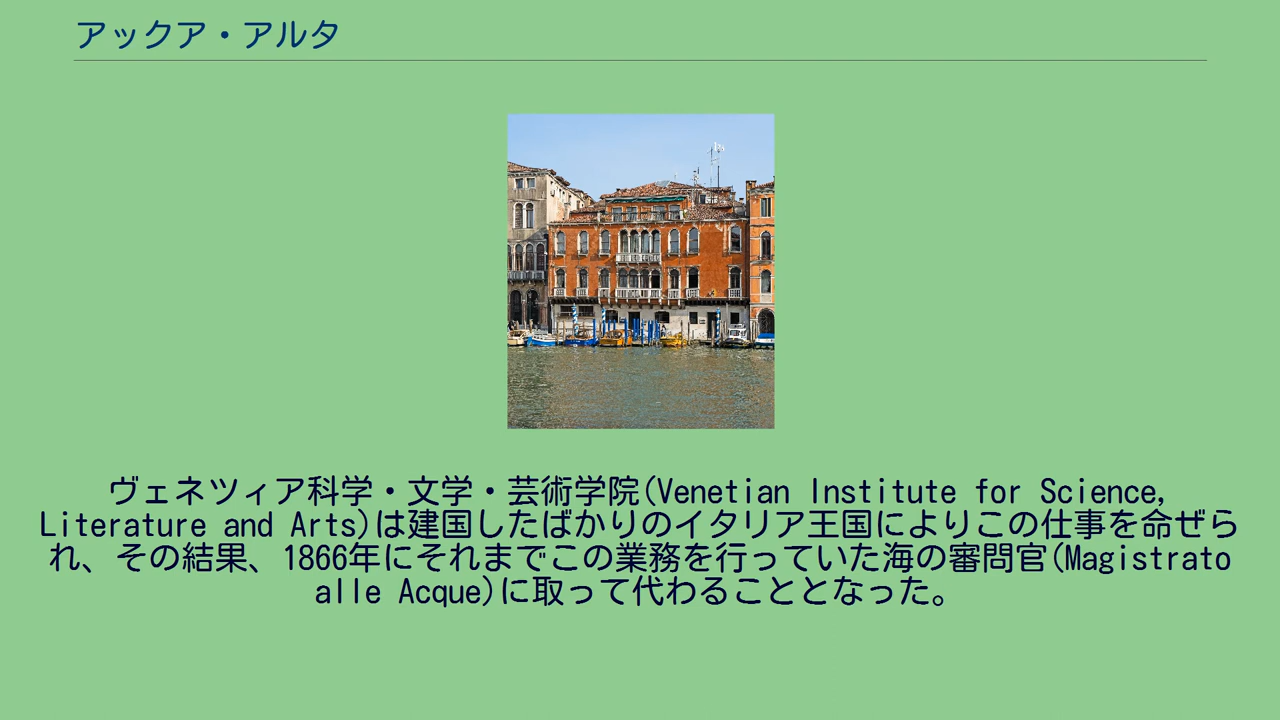 アックア・アルタ
ヴェネツィア科学・文学・芸術学院(Venetian Institute for Science,
Literature and Arts)は建国したばかりのイタリア王国によりこの仕事を命ぜら
れ、その結果、1866年にそれまでこの業務を行っていた海の審問官(Magistrato
alle Acque)に取って代わることとなった。